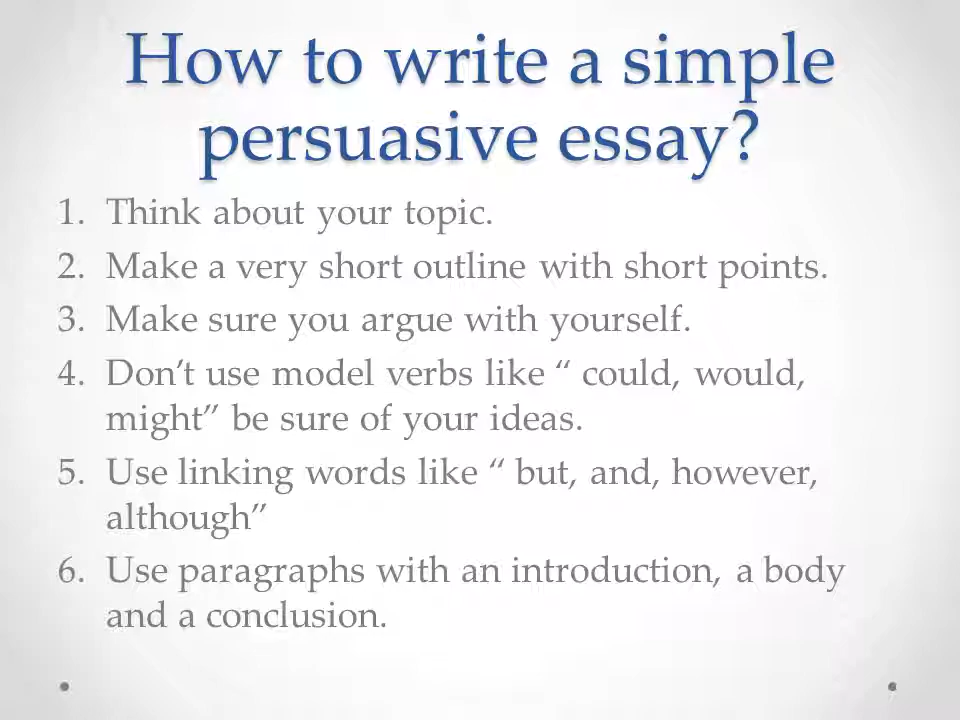 How to write a simple
persuasive essay?
1. Think about your topic.
2. Make a very short outline with short points.
3. Make sure you argue with yourself.
4. Don’t use model verbs like “ could, would,
might” be sure of your ideas.
5. Use linking words like “ but, and, however,
although”
6. Use paragraphs with an introduction, a body
and a conclusion.